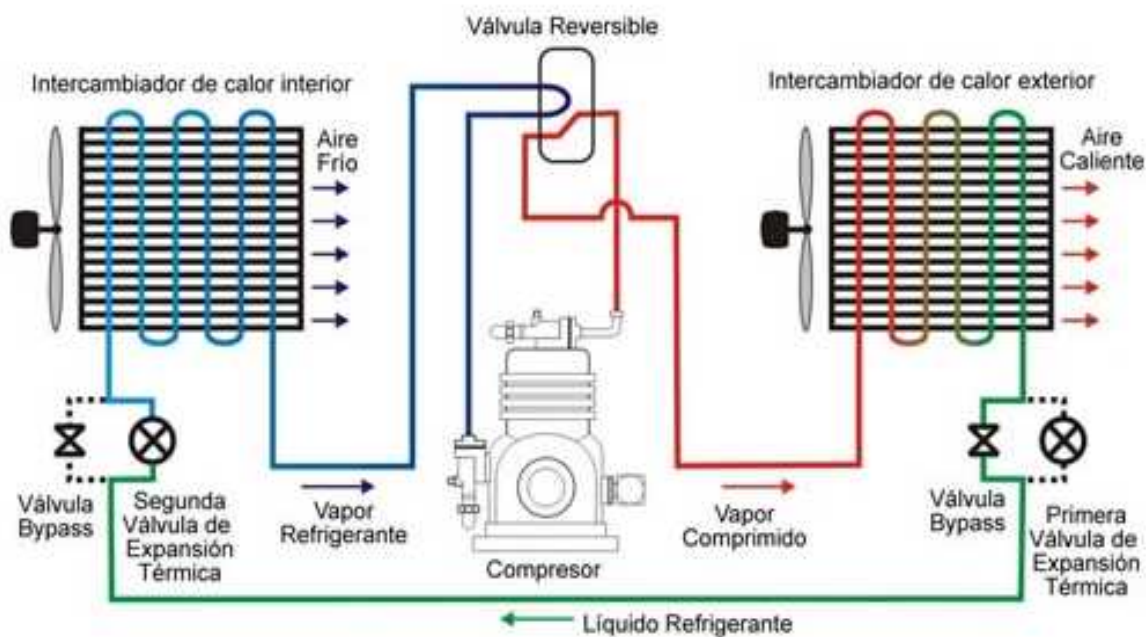 Válvula Reversible
Intercambiador de calor interior
Intercambiador de calor exterior
Aire
Frio
Aire
Caliente
Válvula
Bypass
Segunda
Válvula de
Expansión
Térmica
Vapor
Refrigerante
Compresor
Vapor
Comprimido
Válvula
Bypass
Primera
Válvula de
Expansión
Térmica
Líquido Refrigerante